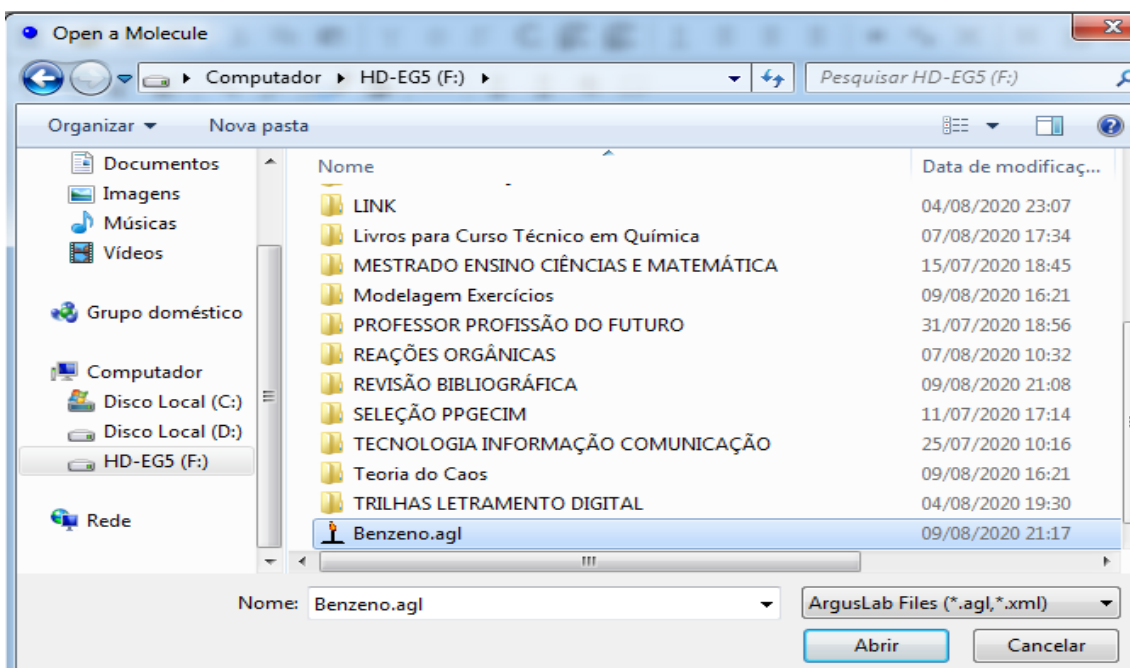 Open a Molecule
Computador ▸ HD-EG5 (F:) ▸
Pesquisar HD-EG5 (F:)
Organizar
Nova pasta
Documentos
Imagens
Músicas
Vídeos
Grupo doméstico
Computador
Disco Local (C:)
Disco Local (D:)
HD-EG5 (F:)
Rede
Nome Data de modificaç...
LINK 04/08/2020 23:07
Livros para Curso Técnico em Química 07/08/2020 17:34
MESTRADO ENSINO CIÊNCIAS E MATEMÁTICA 15/07/2020 18:45
Modelagem Exercícios 09/08/2020 16:21
PROFESSOR PROFISSÃO DO FUTURO 31/07/2020 18:56
REAÇÕES ORGÂNICAS 07/08/2020 10:32
REVISÃO BIBLIOGRÁFICA 09/08/2020 21:08
SELEÇÃO PPGECIM 11/07/2020 17:14
TECNOLOGIA INFORMAÇÃO COMUNICAÇÃO 25/07/2020 10:16
Teoria do Caos 09/08/2020 16:21
TRILHAS LETRAMENTO DIGITAL 04/08/2020 19:30
Benzeno.agl 09/08/2020 21:17
Nome: Benzeno.agl
ArgusLab Files (*.agl,*.xml)
Abrir
Cancelar